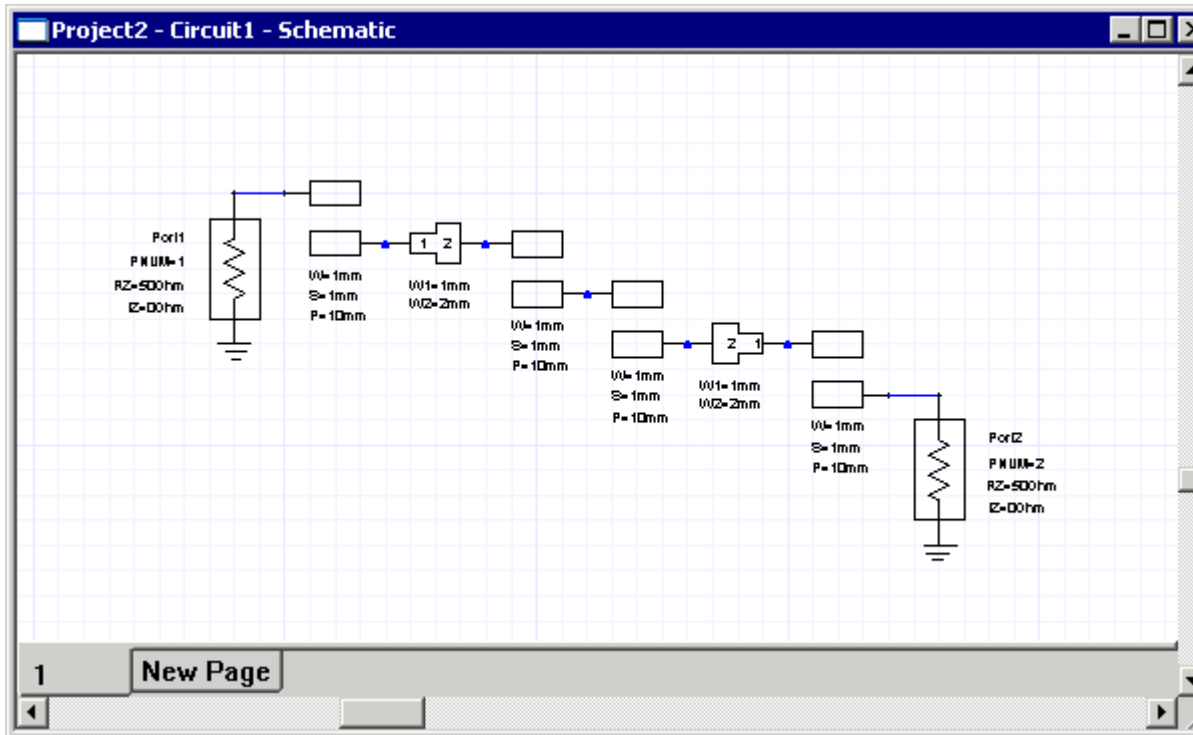 Project2 - Circuit1 - Schematic
Port1
PNUM=1
RZ=50Ohm
IZ=0Ohm
1 2
W=1mm
S=1mm
P=10mm
W1=1mm
W2=2mm
W=1mm
S=1mm
P=10mm
2 1
W=1mm
S=1mm
P=10mm
W1=1mm
W2=2mm
W=1mm
S=1mm
P=10mm
Port2
PNUM=2
RZ=50Ohm
IZ=0Ohm
1
New Page